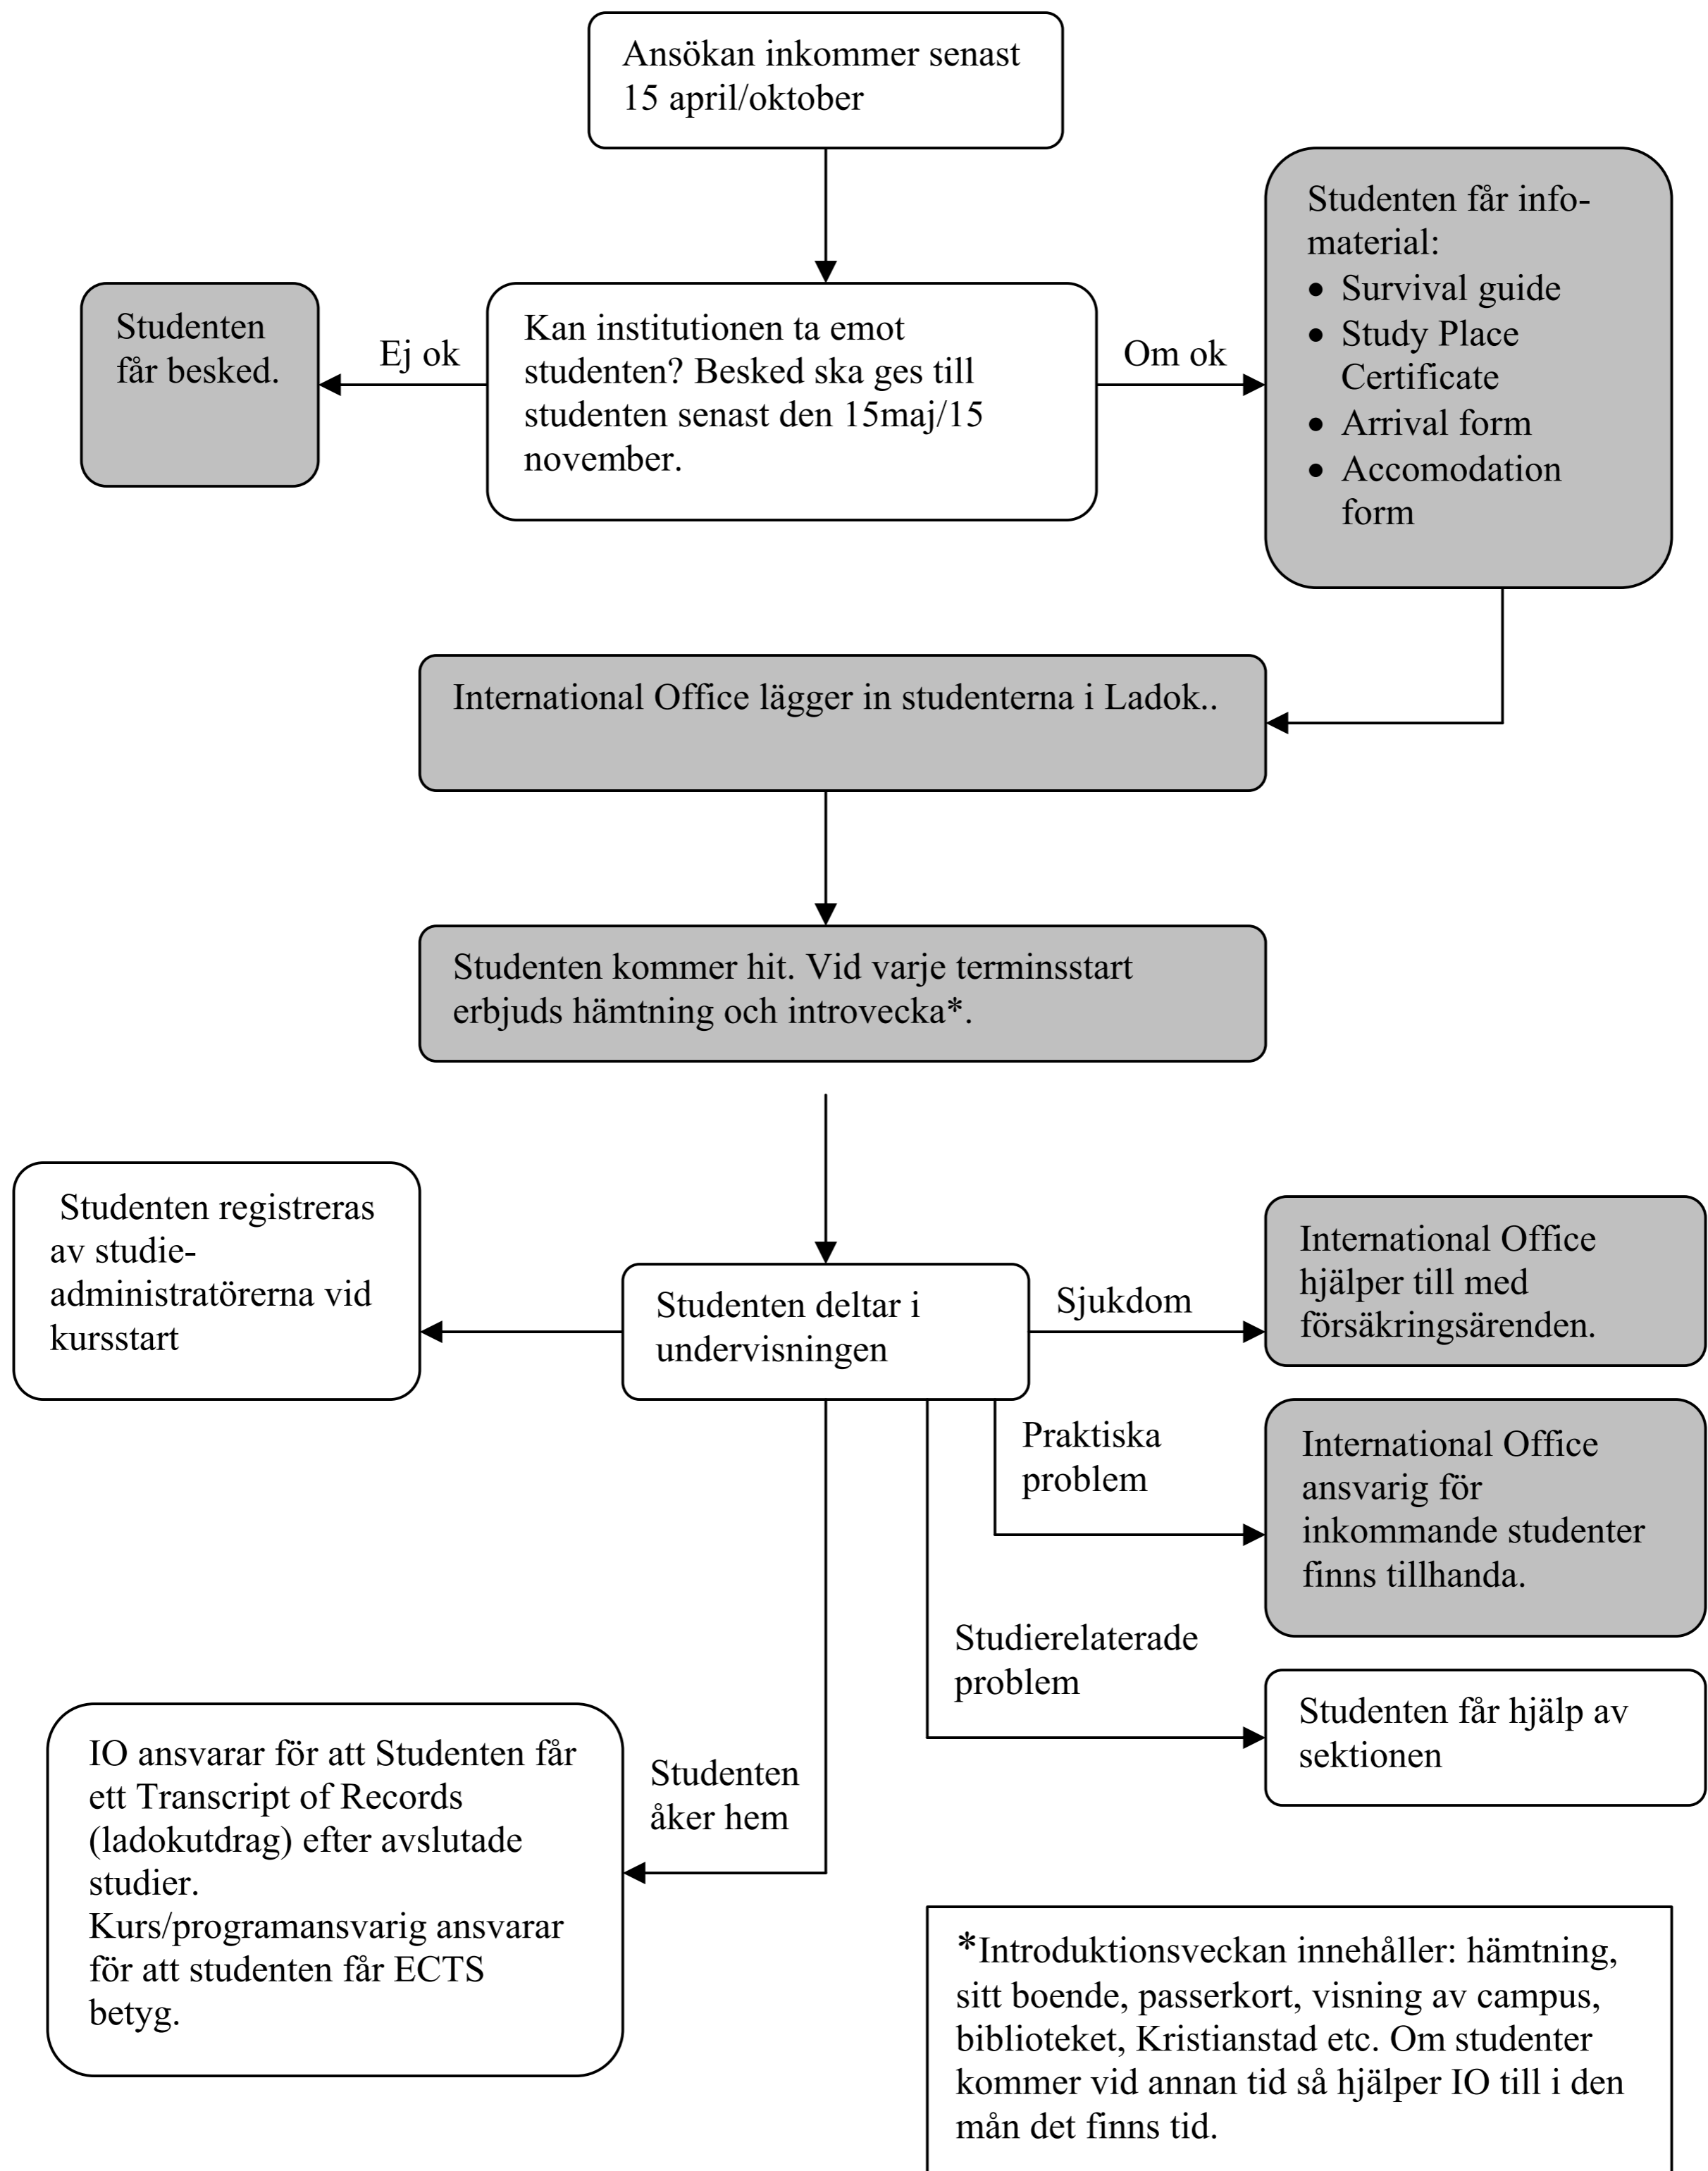 Ansökan inkommer senast
15 april/oktober
Studenten får info-
material:
• Survival guide
• Study Place
Certificate
• Arrival form
• Accomodation
form
Studenten
får besked.
Ej ok
Kan institutionen ta emot
studenten? Besked ska ges till
studenten senast den 15maj/15
november.
Om ok
International Office lägger in studenterna i Ladok..
Studenten kommer hit. Vid varje terminsstart
erbjuds hämtning och introvecka*.
Studenten registreras
av studie-
administratörerna vid
kursstart
Studenten deltar i
undervisningen
Sjukdom
International Office
hjälper till med
försäkringsärenden.
Praktiska
problem
International Office
ansvarig för
inkommande studenter
finns tillhanda.
Studierelaterade
problem
Studenten får hjälp av
sektionen
Studenten
åker hem
IO ansvarar för att Studenten får
ett Transcript of Records
(ladokutdrag) efter avslutade
studier.
Kurs/programansvarig ansvarar
för att studenten får ECTS
betyg.
*Introduktionsveckan innehåller: hämtning,
sitt boende, passerkort, visning av campus,
biblioteket, Kristianstad etc. Om studenter
kommer vid annan tid så hjälper IO till i den
mån det finns tid.